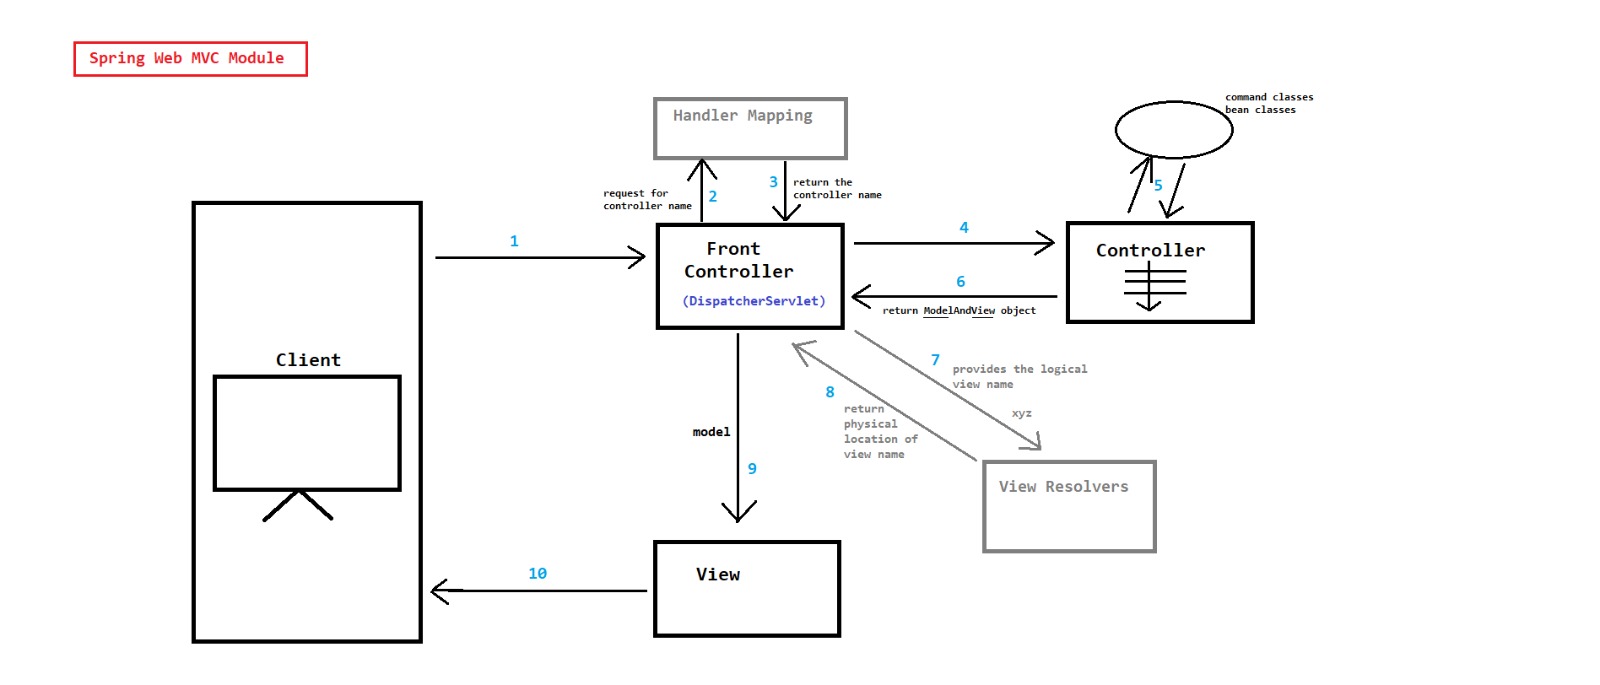 Spring Web MVC Module
command classes
bean classes
Handler Mapping
request for
controller name
2
3
return the
controller name
5
1
4
Front
Controller
(DispatcherServlet)
Controller
6
return ModelAndView object
Client
7
provides the logical
view name
xyz
8
return
physical
location of
view name
model
9
View Resolvers
10
View